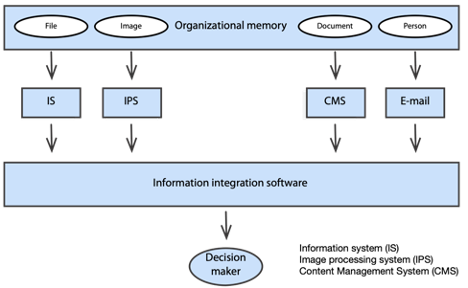 File
Image
Organizational memory
Document
Person
IS
IPS
CMS
E-mail
Information integration software
Decision
maker
Information system (IS)
Image processing system (IPS)
Content Management System (CMS)